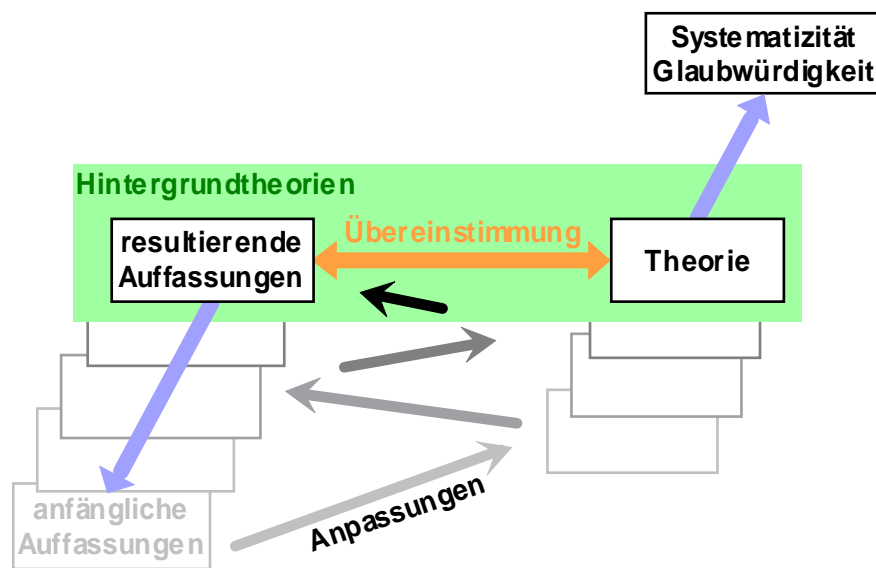 Systematizität
Glaubwürdigkeit
Hintergrundtheorien
resultierende
Auffassungen
Übereinstimmung
Theorie
anfängliche
Auffassungen
Anpassungen